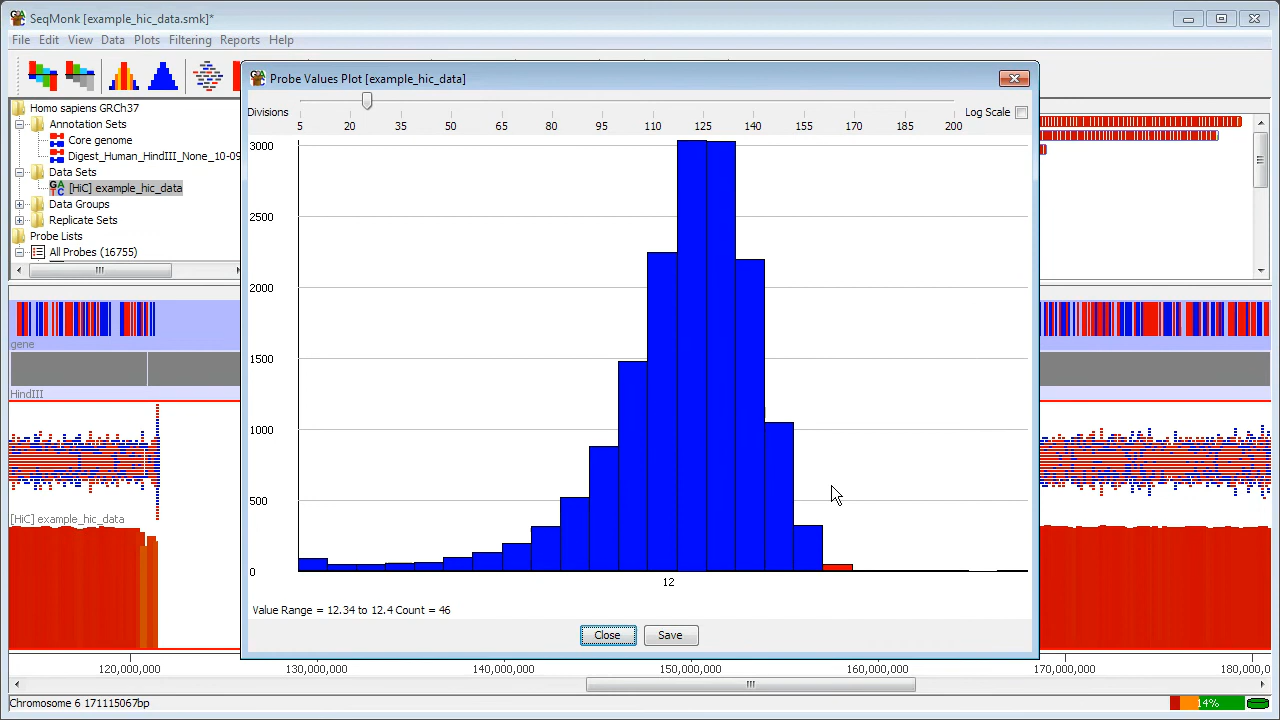 SeqMonk [example_hic_data.smk]*
File Edit View Data Plots Filtering Reports Help
Probe Values Plot [example_hic_data]
Divisions
5 20 35 50 65 80 95 110 125 140 155 170 185 200
Log Scale
Homo sapiens GRCh37
Annotation Sets
Core genome
Digest_Human_HindIII_None_10-09
Data Sets
[HiC] example_hic_data
Data Groups
Replicate Sets
Probe Lists
All Probes (16755)
3000
2500
2000
1500
1000
500
0
12
Value Range = 12.34 to 12.4 Count = 46
Close Save
gene
HindIII
[HiC] example_hic_data
120,000,000 130,000,000 140,000,000 150,000,000 160,000,000 170,000,000 180,000,0
Chromosome 6 171115067bp
14%